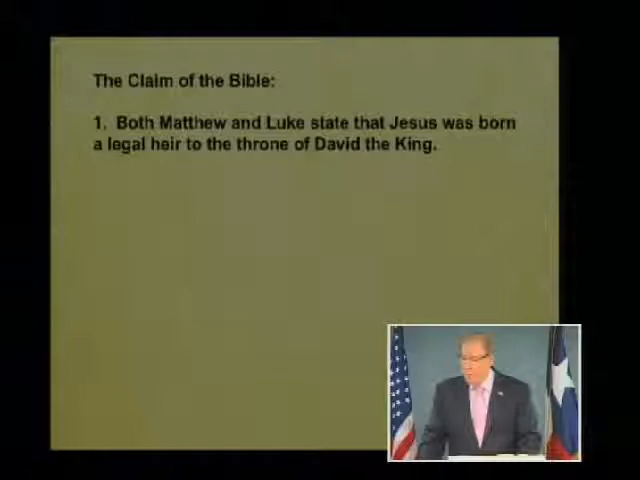 The Claim of the Bible:
1. Both Matthew and Luke state that Jesus was born
a legal heir to the throne of David the King.